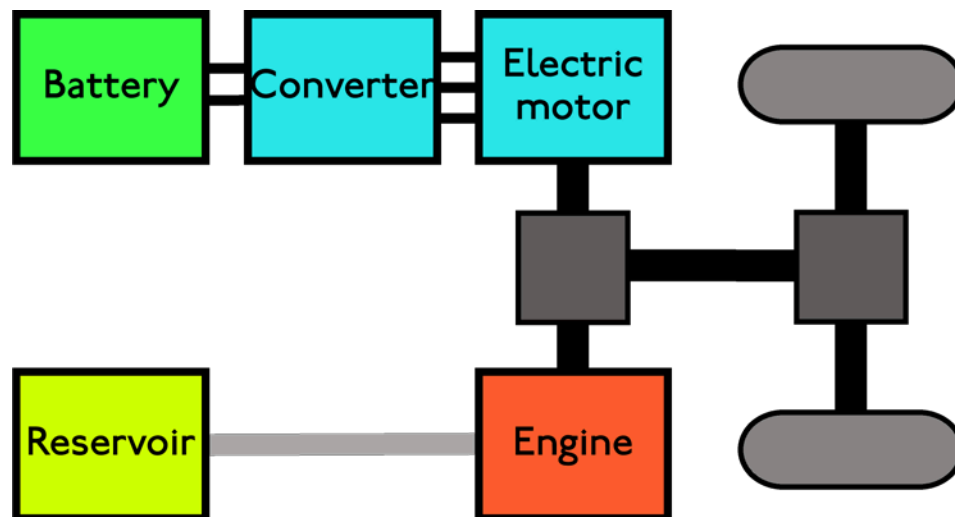 Battery
Converter
Electric
motor
Reservoir
Engine